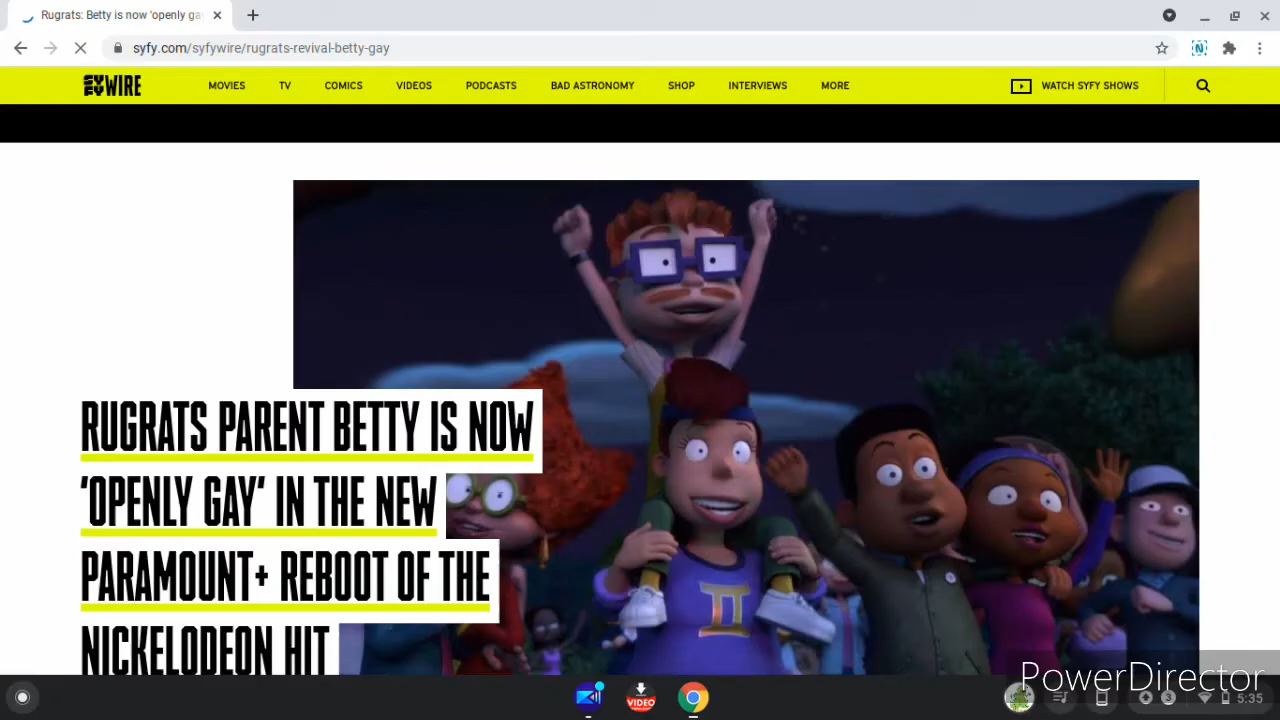 Rugrats: Betty is now 'openly ga
syfy.com/syfywire/rugrats-revival-betty-gay
SYFY WIRE
MOVIES TV COMICS VIDEOS PODCASTS BAD ASTRONOMY SHOP INTERVIEWS MORE WATCH SYFY SHOWS
RUGRATS PARENT BETTY IS NOW
'OPENLY GAY' IN THE NEW
PARAMOUNT+ REBOOT OF THE
NICKELODEON HIT
II
VIDEO
PowerDirector
3 5:35